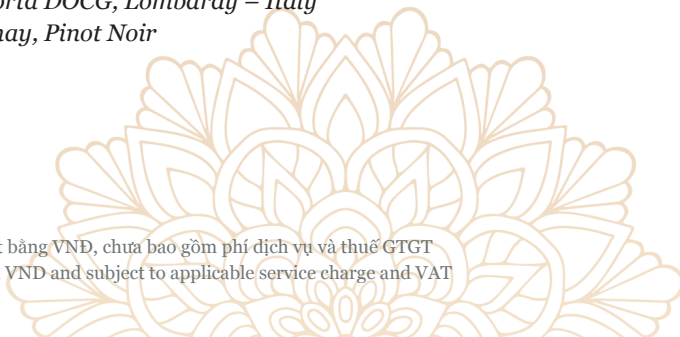 DOCG, Lombardy – Italy
Pinot Noir
bằng VNĐ, chưa bao gồm phí dịch vụ và thuế GTGT
VND and subject to applicable service charge and VAT